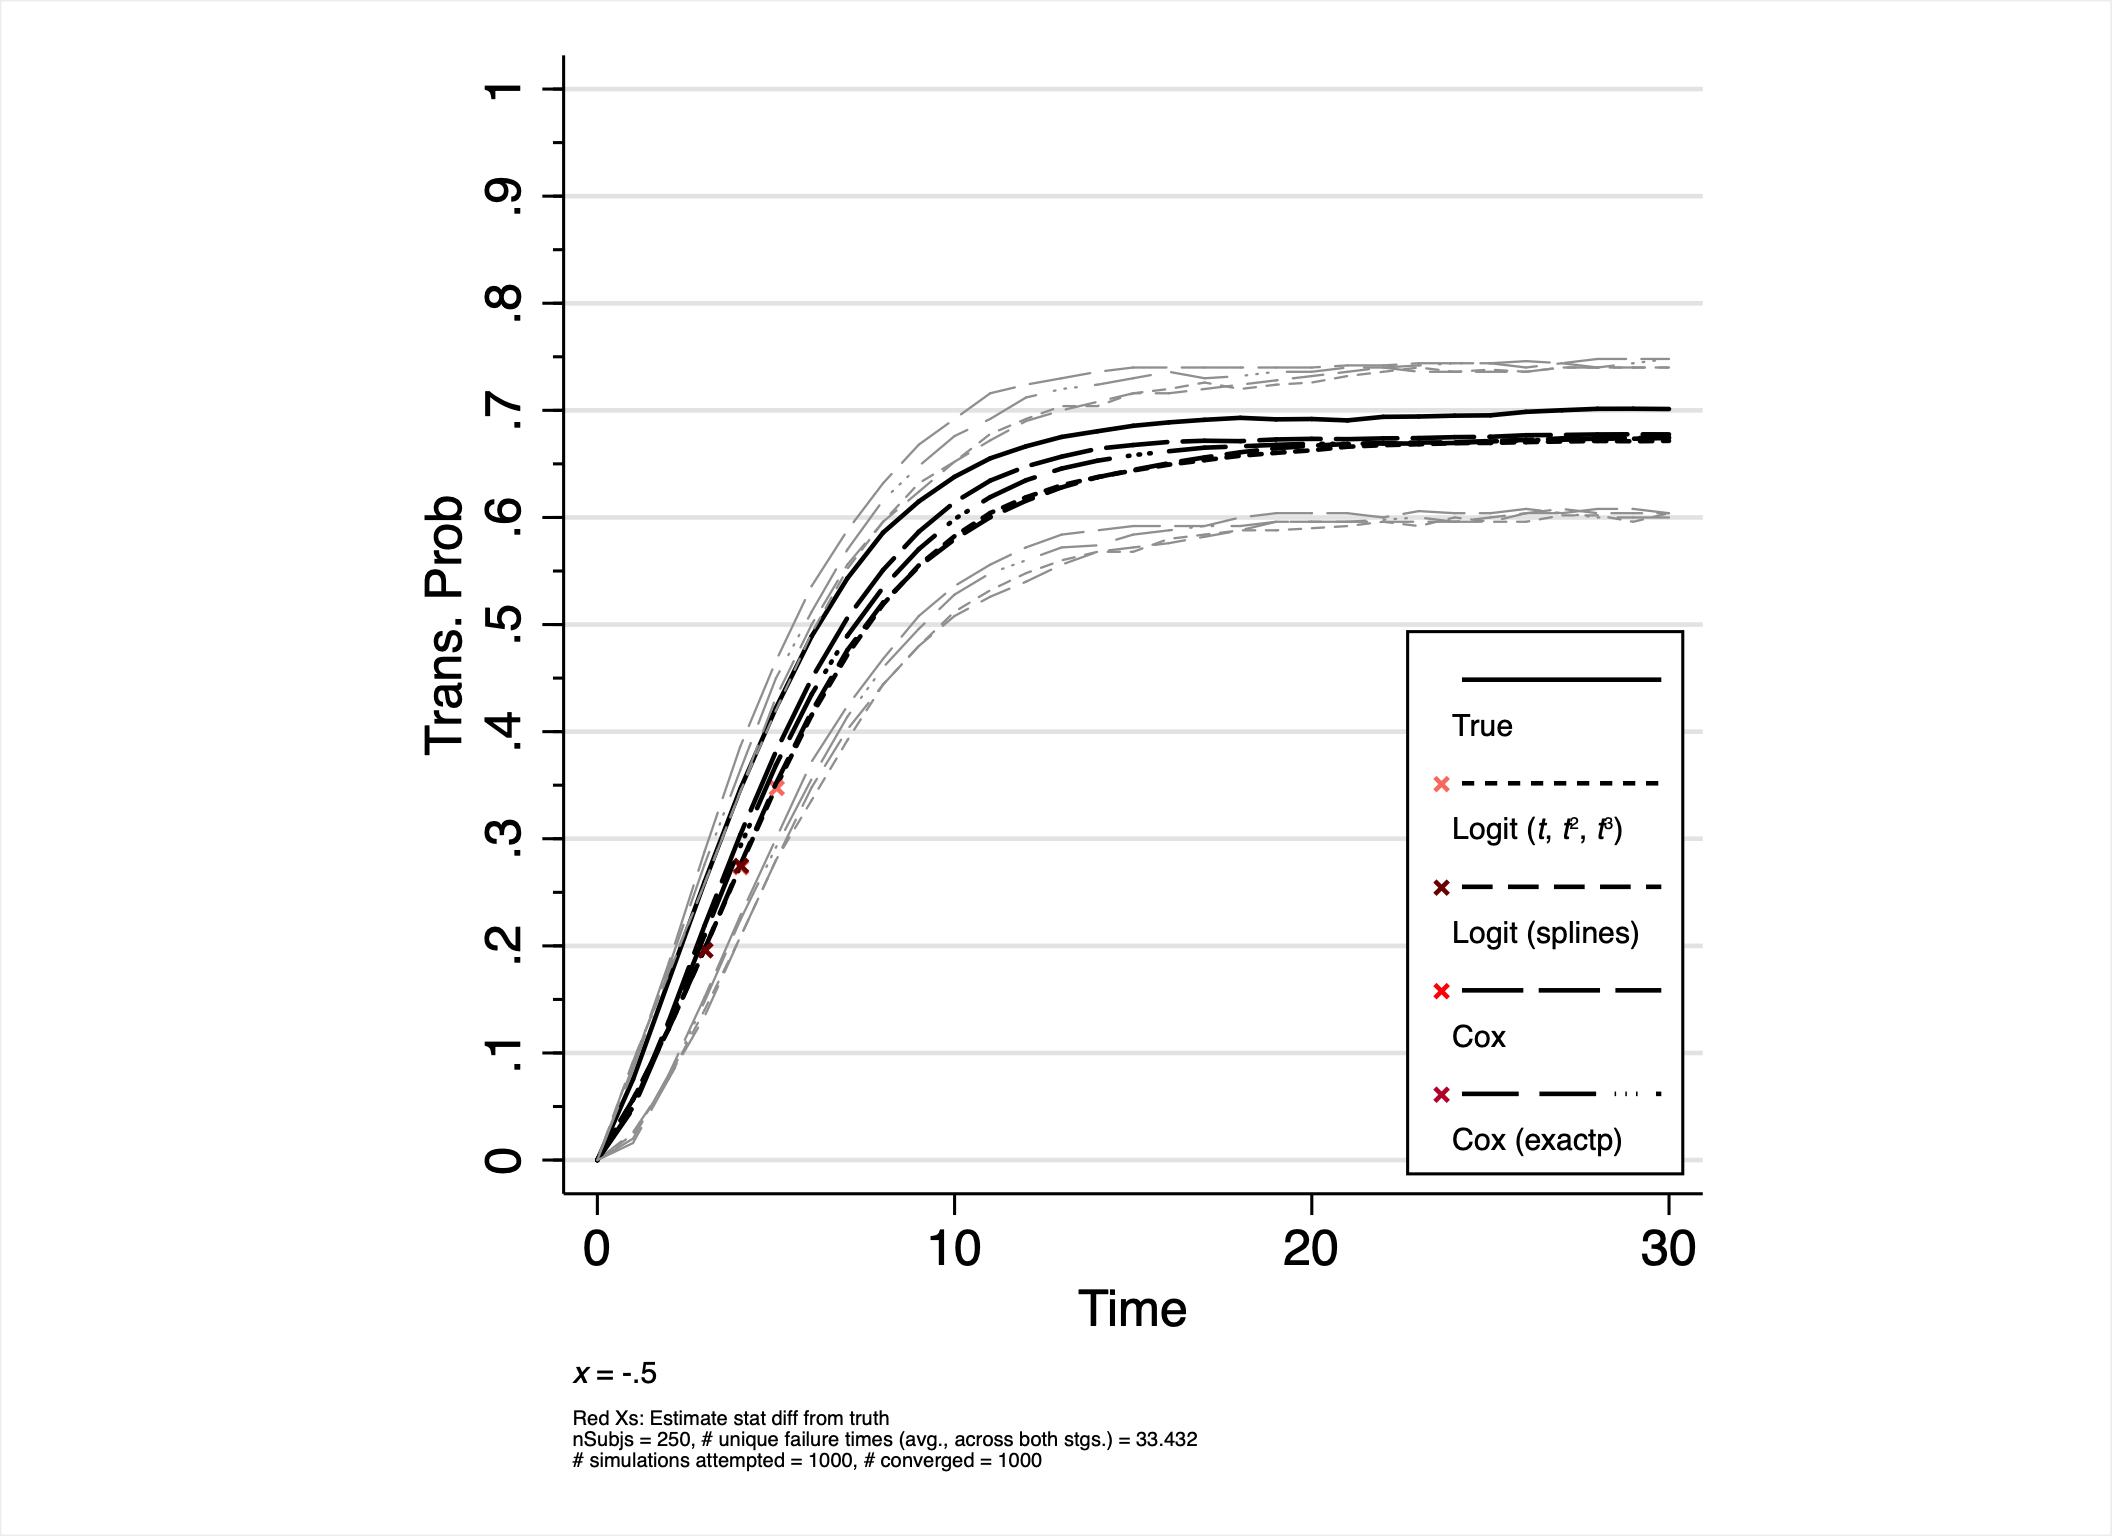 1
.9
.8
.7
.6
.5
.4
.3
.2
.1
0
Trans. Prob
True
Logit (t, t², t³)
Logit (splines)
Cox
Cox (exactp)
0 10 20 30
Time
x = -.5
Red Xs: Estimate stat diff from truth
nSubjs = 250, # unique failure times (avg., across both stgs.) = 33.432
# simulations attempted = 1000, # converged = 1000